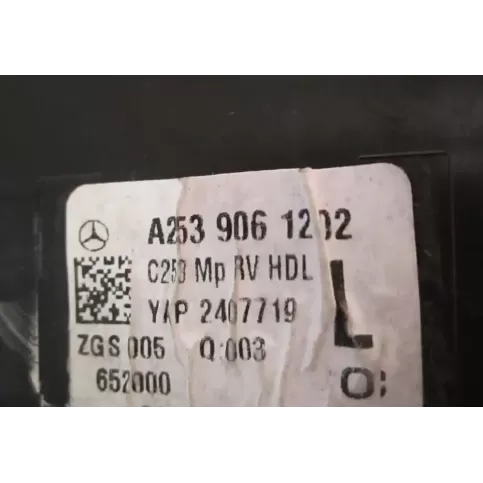 A253 906 1202
C253 Mp RV HDL
YAP 2407719
ZGS 005 Q:003 L
652000 O: